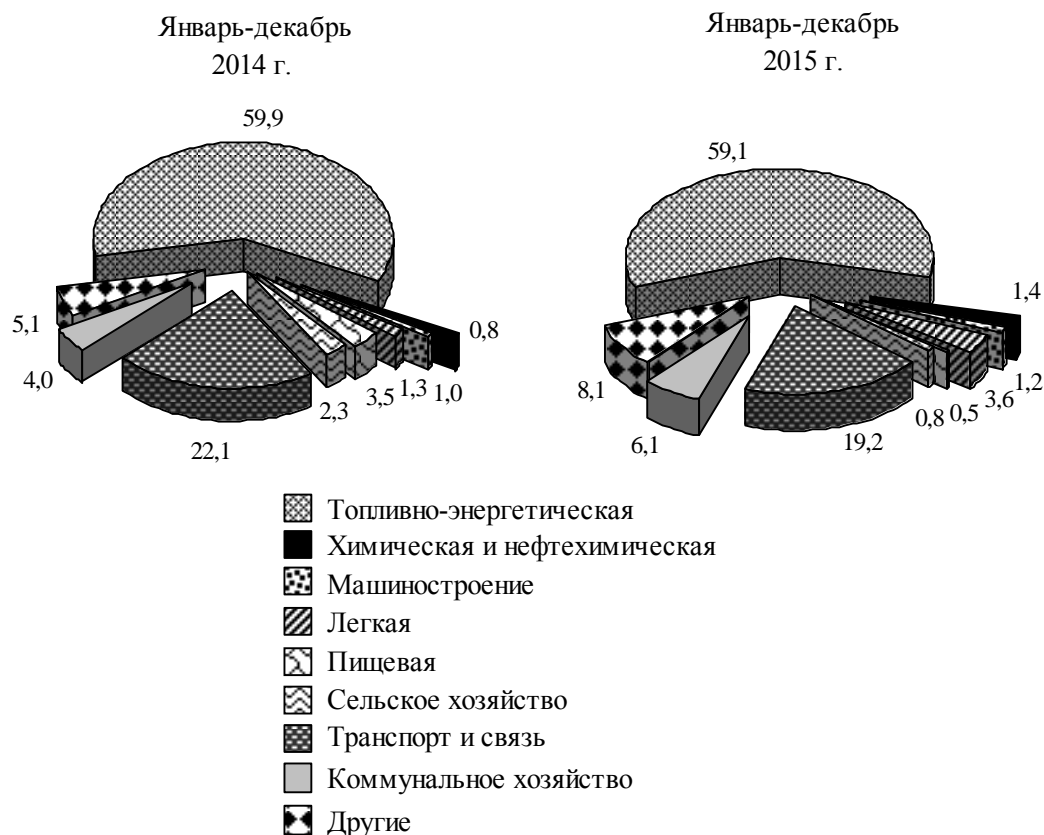 Январь-декабрь
2014 г.
59,9
0,8
1,0
1,3
3,5
2,3
22,1
4,0
5,1
Январь-декабрь
2015 г.
59,1
1,4
1,2
3,6
0,5
0,8
19,2
6,1
8,1
Топливно-энергетическая
Химическая и нефтехимическая
Машиностроение
Легкая
Пищевая
Сельское хозяйство
Транспорт и связь
Коммунальное хозяйство
Другие